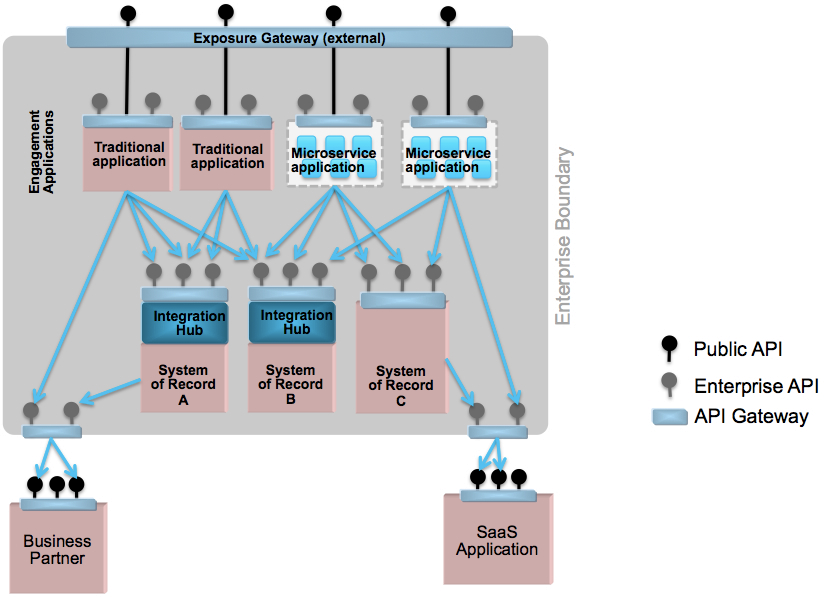 Exposure Gateway (external)
Engagement
Applications
Traditional
application
Traditional
application
Microservice
application
Microservice
application
Enterprise Boundary
Integration
Hub
Integration
Hub
System
of Record
A
System
of Record
B
System
of Record
C
Public API
Enterprise API
API Gateway
Business
Partner
SaaS
Application